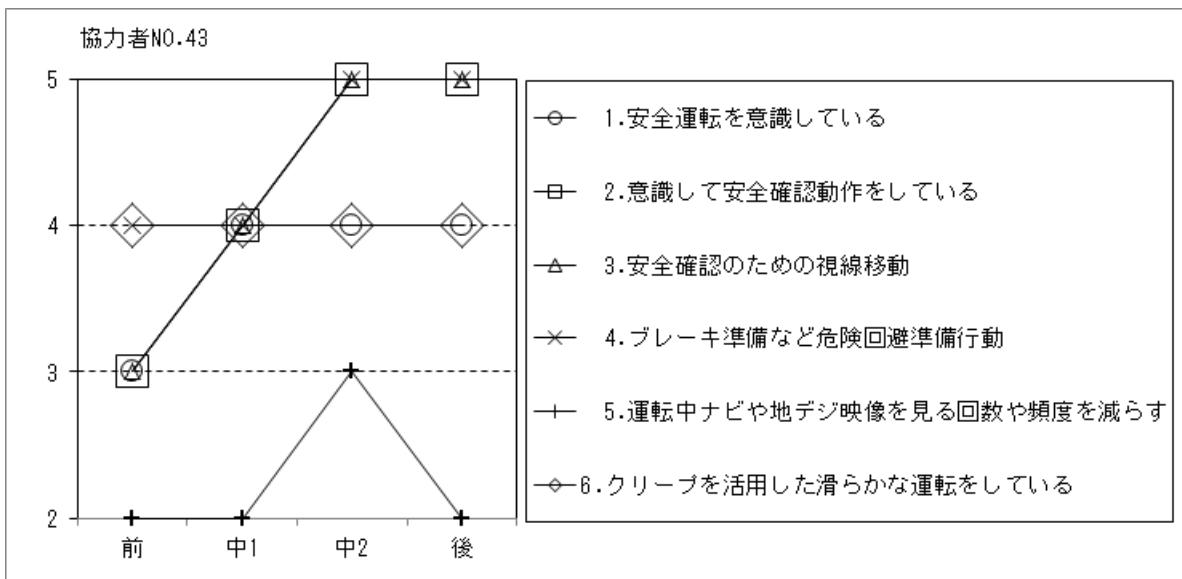 協力者NO.43
5
4
3
2
前 中1 中2 後
1.安全運転を意識している
2.意識して安全確認動作をしている
3.安全確認のための視線移動
4.ブレーキ準備など危険回避準備行動
5.運転中ナビや地デジ映像を見る回数や頻度を減らす
6.クリープを活用した滑らかな運転をしている